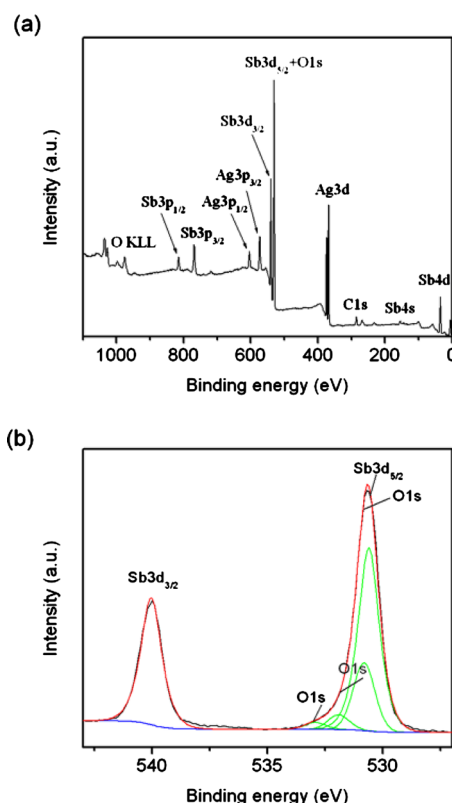 (a)
Intensity (a.u.)
Sb3d5/2+O1s
Sb3d3/2
Ag3p3/2
Ag3p1/2
Sb3p1/2
Sb3p3/2
O KLL
Ag3d
C1s
Sb4s
Sb4d
1000 800 600 400 200 0
Binding energy (eV)
(b)
Intensity (a.u.)
Sb3d5/2
O1s
Sb3d3/2
O1s
O1s
540 535 530
Binding energy (eV)